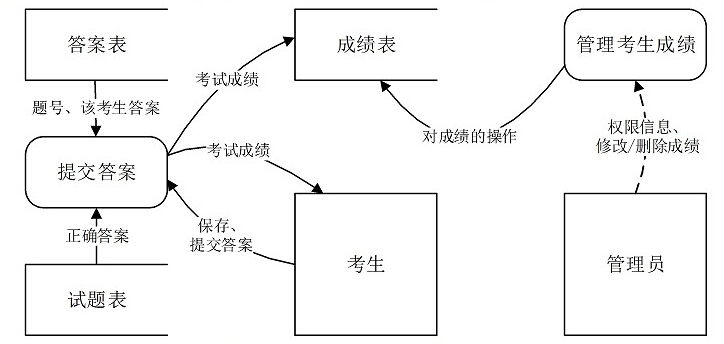 答案表
成绩表
管理考生成绩
考试成绩
题号、该考生答案
对成绩的操作
权限信息、
修改/删除成绩
考试成绩
提交答案
保存、
提交答案
正确答案
考生
管理员
试题表